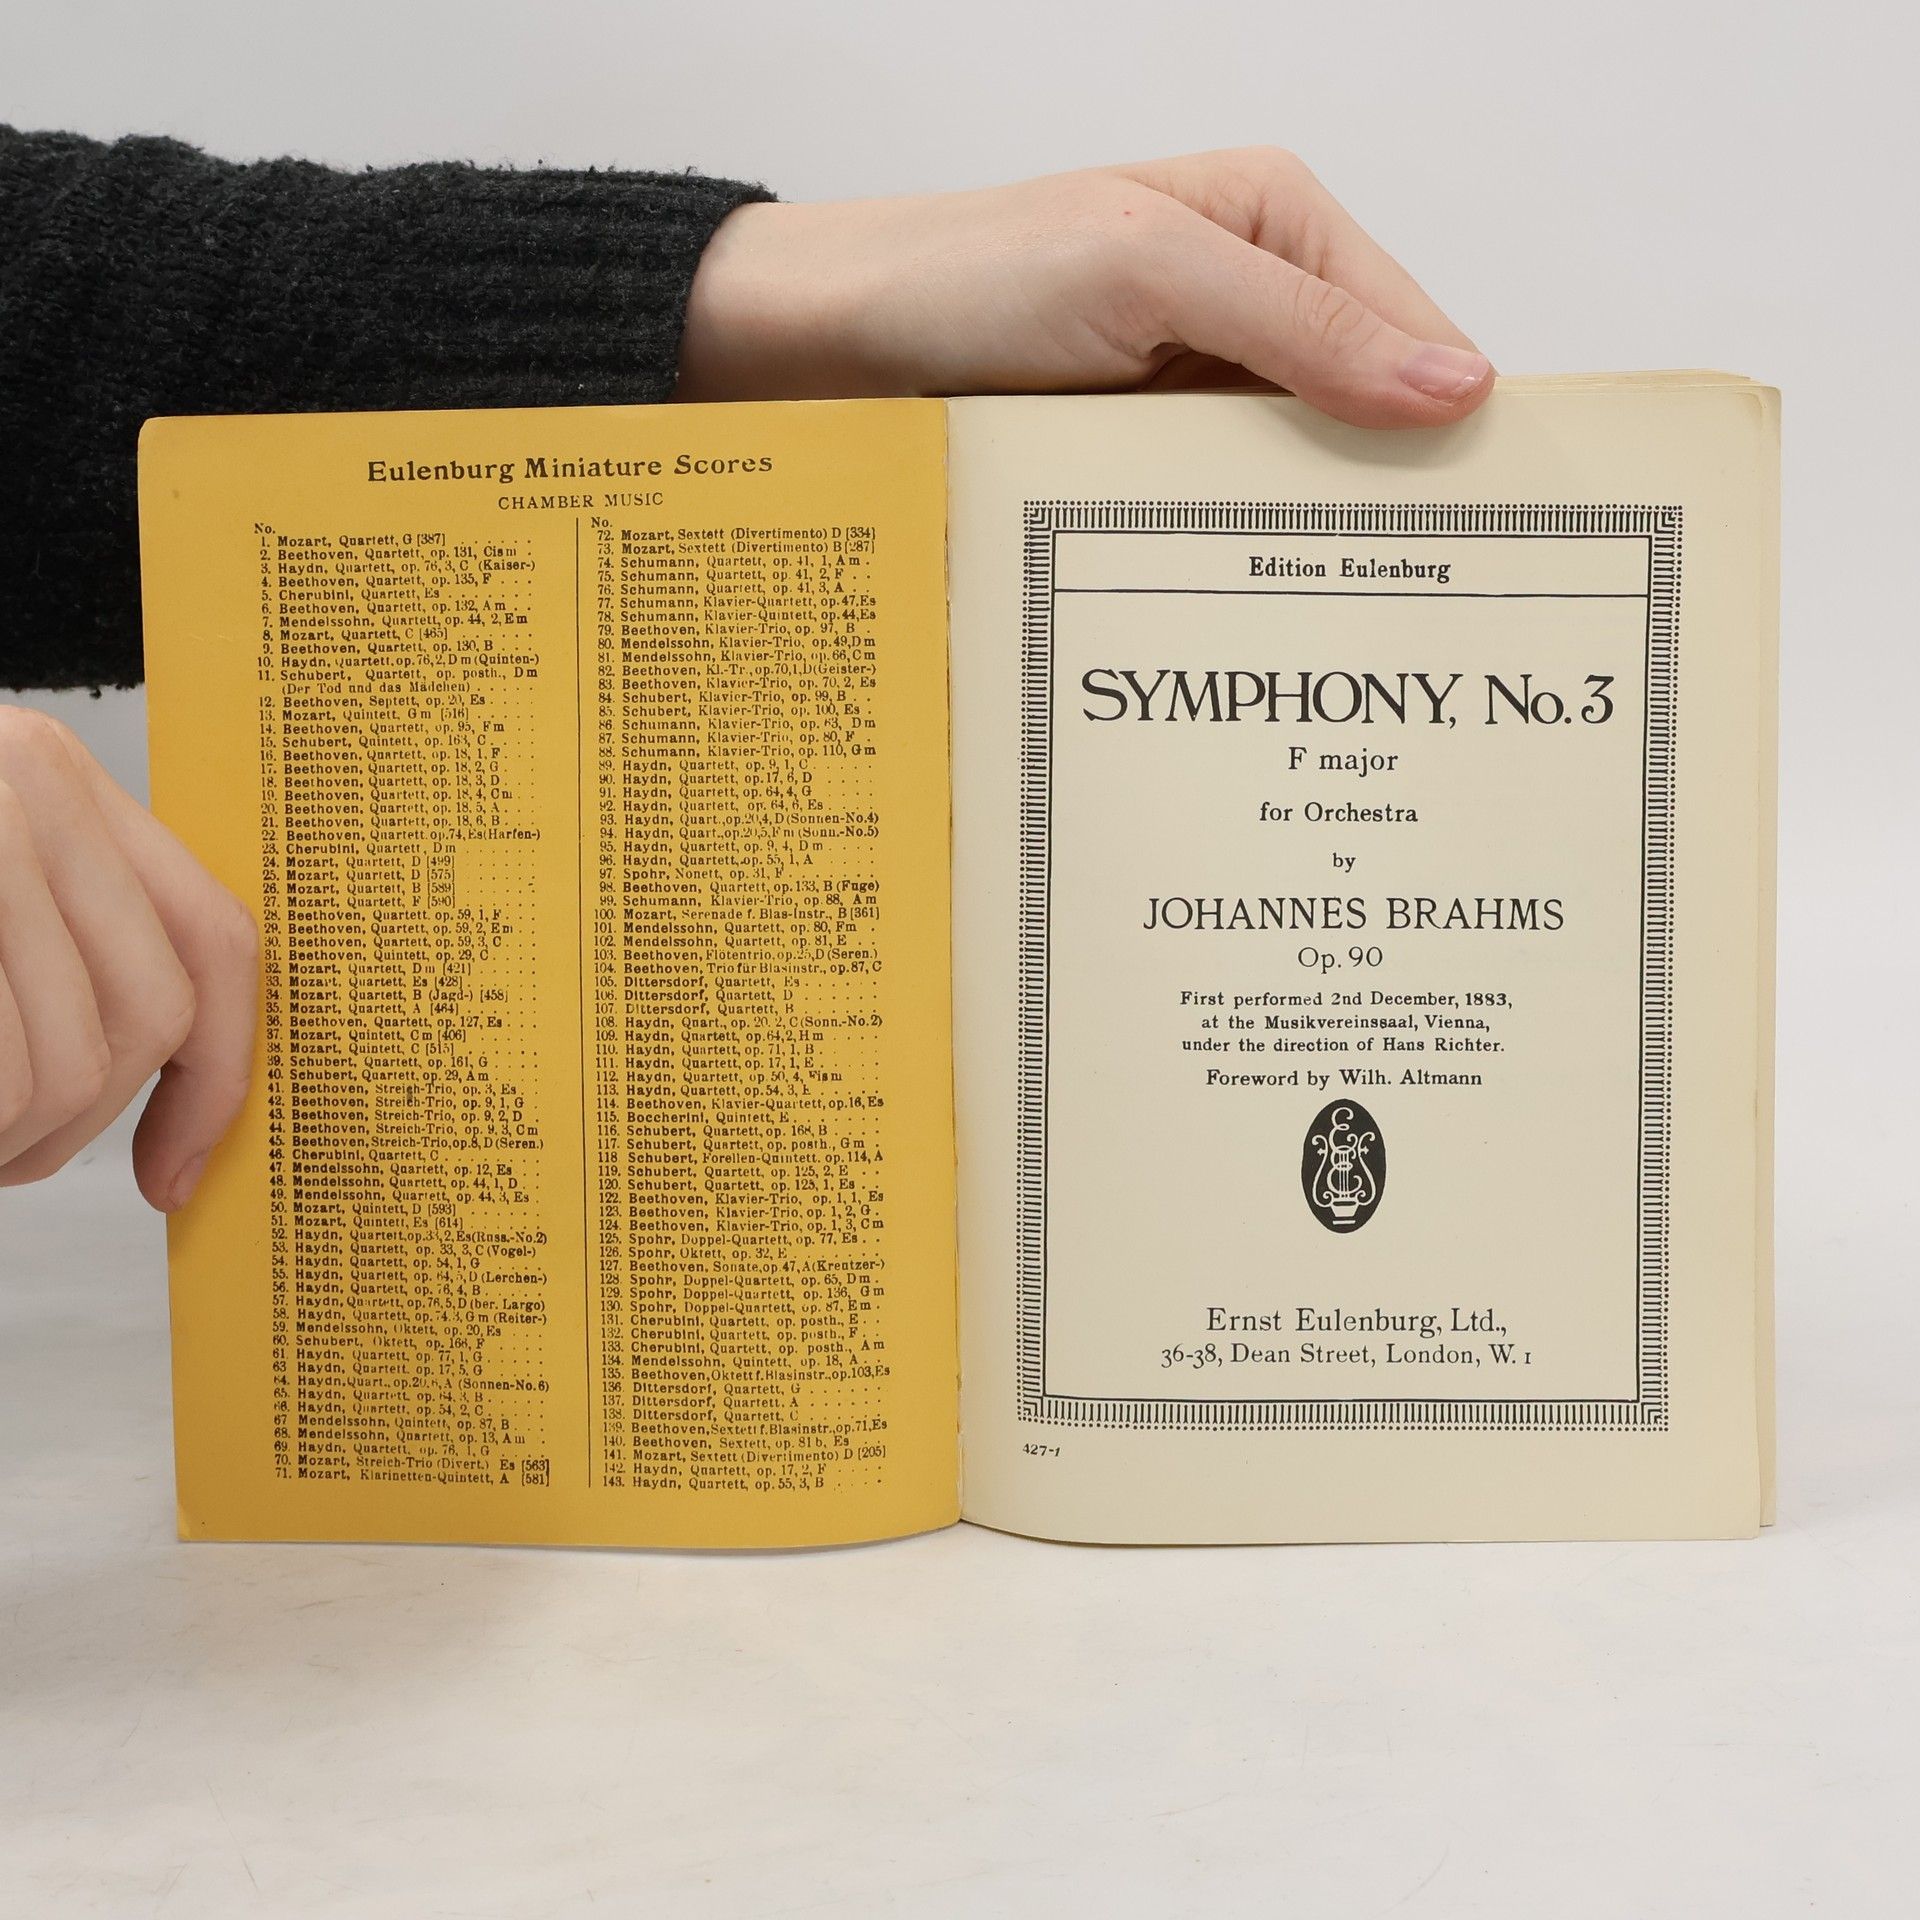 Eulenburg Miniature Scores
CHAMBER MUSIC
No.
1. Mozart, Quartett, G [387] . . . . . .
2. Beethoven, Quartett, op. 131, Cis m .
3. Haydn, Quartett, op. 76, 3, C (Kaiser-)
4. Beethoven, Quartett, op. 135, F . . .
5. Cherubini, Quartett, Es . . . . . . .
6. Beethoven, Quartett, op. 132, Am . .
7. Mendelssohn, Quartett, op. 44, 2, Em
8. Mozart, Quartett, C [465] . . . . . .
9. Beethoven, Quartett, op. 130, B . . .
10. Haydn, Quartett, op. 76, 2, D m (Quinten-)
11. Schubert, Quartett, op. posth., Dm
(Der Tod und das Mädchen) . . . . .
12. Beethoven, Septett, op. 20, Es . . . .
13. Mozart, Quintett, Gm [516] . . . . .
14. Beethoven, Quartett, op. 95, Fm . .
15. Schubert, Quintett, op. 163, C . . . .
16. Beethoven, Quartett, op. 18, 1, F . . .
17. Beethoven, Quartett, op. 18, 2, G . . .
18. Beethoven, Quartett, op. 18, 3, D . . .
19. Beethoven, Quartett, op. 18, 4, Cm . .
20. Beethoven, Quartett, op. 18, 5, A . . .
21. Beethoven, Quartett, op. 18, 6, B . . .
22. Beethoven, Quartett. op. 74, Es (Harfen-)
23. Cherubini, Quartett, Dm . . . . . .
24. Mozart, Quartett, D [499] . . . . . .
25. Mozart, Quartett, D [575] . . . . . .
26. Mozart, Quartett, B [589] . . . . . .
27. Mozart, Quartett, F [590] . . . . . .
28. Beethoven, Quartett. op. 59, 1, F . . .
29. Beethoven, Quartett, op. 59, 2, Em . .
30. Beethoven, Quartett, op. 59, 3, C . . .
31. Beethoven, Quintett, op. 29, C . . . .
32. Mozart, Quartett, Dm [421] . . . . .
33. Mozart, Quartett, Es [428] . . . . . .
34. Mozart, Quartett, B (Jagd-) [458] . .
35. Mozart, Quartett, A [464] . . . . . .
36. Beethoven, Quartett, op. 127, Es . . .
37. Mozart, Quintett, Cm [406] . . . . .
38. Mozart, Quintett, C [515] . . . . . .
39. Schubert, Quartett, op. 161, G . . . .
40. Schubert, Quartett, op. 29, Am . . . .
41. Beethoven, Streich-Trio, op. 3, Es . .
42. Beethoven, Streich-Trio, op. 9, 1, G .
43. Beethoven, Streich-Trio, op. 9, 2, D .
44. Beethoven, Streich-Trio, op. 9, 3, Cm
45. Beethoven, Streich-Trio, op. 8, D (Seren.)
46. Cherubini, Quartett, C . . . . . . . .
47. Mendelssohn, Quartett, op. 12, Es . .
48. Mendelssohn, Quartett, op. 44, 1, D . .
49. Mendelssohn, Quartett, op. 44, 3, Es .
50. Mozart, Quintett, D [593] . . . . . .
51. Mozart, Quintett, Es [614] . . . . . .
52. Haydn, Quartett, op. 33, 2, Es (Russ.-No. 2)
53. Haydn, Quartett, op. 33, 3, C (Vogel-)
54. Haydn, Quartett, op. 54, 1, G . . . .
55. Haydn, Quartett, op. 64, 5, D (Lerchen-)
56. Haydn, Quartett, op. 76, 4, B . . . .
57. Haydn, Quartett, op. 76, 5, D (ber. Largo)
58. Haydn, Quartett, op. 74. 3, Gm (Reiter-)
59. Mendelssohn, Oktett, op. 20, Es . . .
60. Schubert, Oktett, op. 166, F . . . .
61. Haydn, Quartett, op. 77, 1, G . . . .
63 Haydn, Quartett, op. 17, 5, G . . . .
64. Haydn, Quart., op. 20, 6, A (Sonnen-No. 6)
65. Haydn, Quartett, op. 64, 3, B . . . .
66. Haydn, Quartett, op. 54, 2, C . . . .
67 Mendelssohn, Quintett, op. 87, B . . .
68. Mendelssohn, Quartett, op. 13, Am .
69. Haydn, Quartett, op. 76, 1, G . . . .
70. Mozart, Streich-Trio (Divert.) Es [563]
71. Mozart, Klarinetten-Quintett, A [581]
No.
72. Mozart, Sextett (Divertimento) D [334]
73. Mozart, Sextett (Divertimento) B [287]
74. Schumann, Quartett, op. 41, 1, Am .
75. Schumann, Quartett, op. 41, 2, F . .
76. Schumann, Quartett, op. 41, 3, A . .
77. Schumann, Klavier-Quartett, op. 47, Es
78. Schumann, Klavier-Quintett, op. 44, Es
79. Beethoven, Klavier-Trio, op. 97, B .
80. Mendelssohn, Klavier-Trio, op. 49, Dm
81. Mendelssohn, Klavier-Trio, op. 66, Cm
82. Beethoven, Kl.-Tr., op. 70, 1, D (Geister-)
83. Beethoven, Klavier-Trio, op. 70, 2, Es
84. Schubert, Klavier-Trio, op. 99, B . .
85. Schubert, Klavier-Trio, op. 100, Es .
86. Schumann, Klavier-Trio, op. 63, Dm
87. Schumann, Klavier-Trio, op. 80, F .
88. Schumann, Klavier-Trio, op. 110, Gm
89. Haydn, Quartett, op. 9, 1, C . . . . .
90. Haydn, Quartett, op. 17, 6, D . . . .
91. Haydn, Quartett, op. 64, 4, G . . . .
92. Haydn, Quartett, op. 64, 6, Es . . . .
93. Haydn, Quart., op. 20, 4, D (Sonnen-No. 4)
94. Haydn, Quart., op. 20, 5, Fm (Sonn.-No. 5)
95. Haydn, Quartett, op. 9, 4, Dm . . . .
96. Haydn, Quartett, op. 55, 1, A . . . .
97. Spohr, Nonett, op. 31, F . . . . . .
98. Beethoven, Quartett, op. 133, B (Fuge)
99. Schumann, Klavier-Trio, op. 88, Am
100. Mozart, Serenade f. Blas-Instr., B [361]
101. Mendelssohn, Quartett, op. 80, Fm .
102. Mendelssohn, Quartett, op. 81, E . .
103. Beethoven, Flötentrio, op. 25, D (Seren.)
104. Beethoven, Trio für Blasinstr., op. 87, C
105. Dittersdorf, Quartett, Es . . . . . .
106. Dittersdorf, Quartett, D . . . . . .
107. Dittersdorf, Quartett, B . . . . . .
108. Haydn, Quart., op. 20. 2, C (Sonn.-No. 2)
109. Haydn, Quartett, op. 64, 2, Hm . . . .
110. Haydn, Quartett, op. 71, 1, B . . . .
111. Haydn, Quartett, op. 17, 1, E . . . .
112. Haydn, Quartett, op. 50, 4, Fis m . .
113. Haydn, Quartett, op. 54, 3, E . . . .
114. Beethoven, Klavier-Quartett, op. 16, Es
115. Boccherini, Quintett, E . . . . . . .
116. Schubert, Quartett, op. 168, B . . . .
117. Schubert, Quartett, op. posth., Gm .
118 Schubert, Forellen-Quintett. op. 114, A
119. Schubert, Quartett, op. 125, 2, E . .
120. Schubert, Quartett, op. 125, 1, Es . .
122. Beethoven, Klavier-Trio, op. 1, 1, Es
123. Beethoven, Klavier-Trio, op. 1, 2, G .
124. Beethoven, Klavier-Trio, op. 1, 3, Cm
125. Spohr, Doppel-Quartett, op. 77, Es . .
126. Spohr, Oktett, op. 32, E . . . . . .
127. Beethoven, Sonate, op. 47, A (Kreutzer-)
128. Spohr, Doppel-Quartett, op. 65, Dm .
129. Spohr, Doppel-Quartett, op. 136, Gm
130. Spohr, Doppel-Quartett, op. 87, Em .
131. Cherubini, Quartett, op. posth., E . .
132. Cherubini, Quartett, op. posth., F . .
133. Cherubini, Quartett, op. posth., Am
134. Mendelssohn, Quintett, op. 18, A . .
135. Beethoven, Oktett f. Blasinstr., op. 103, Es
136. Dittersdorf, Quartett, G . . . . . .
137. Dittersdorf, Quartett. A . . . . . .
138. Dittersdorf, Quartett, C . . . . . .
139. Beethoven, Sextett f. Blasinstr., op. 71, Es
140. Beethoven, Sextett, op. 81 b, Es . . .
141. Mozart, Sextett (Divertimento) D [205]
142. Haydn, Quartett, op. 17, 2, F . . . .
143. Haydn, Quartett, op. 55, 3, B . . . .
Edition Eulenburg
SYMPHONY, No. 3
F major
for Orchestra
by
JOHANNES BRAHMS
Op. 90
First performed 2nd December, 1883,
at the Musikvereinssaal, Vienna,
under the direction of Hans Richter.
Foreword by Wilh. Altmann
Ernst Eulenburg, Ltd.,
36-38, Dean Street, London, W. 1
427-1